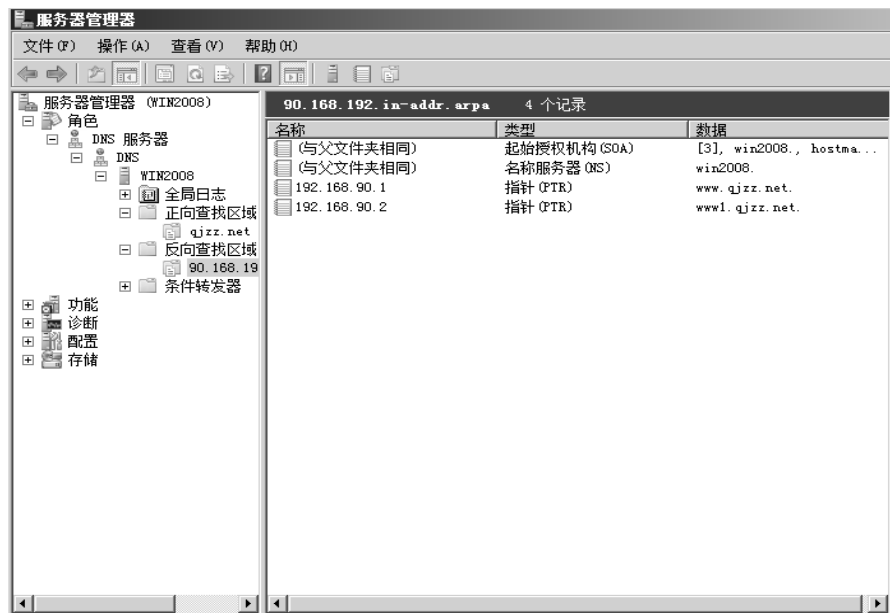 服务器管理器
文件(F) 操作(A) 查看(V) 帮助(H)
服务器管理器 (WIN2008)
角色
DNS 服务器
DNS
WIN2008
全局日志
正向查找区域
qjzz.net
反向查找区域
90.168.19
条件转发器
功能
诊断
配置
存储
90.168.192.in-addr.arpa 4 个记录
名称 类型 数据
(与父文件夹相同) 起始授权机构(SOA) [3], win2008., hostma...
(与父文件夹相同) 名称服务器(NS) win2008.
192.168.90.1 指针(PTR) www.qjzz.net.
192.168.90.2 指针(PTR) www1.qjzz.net.